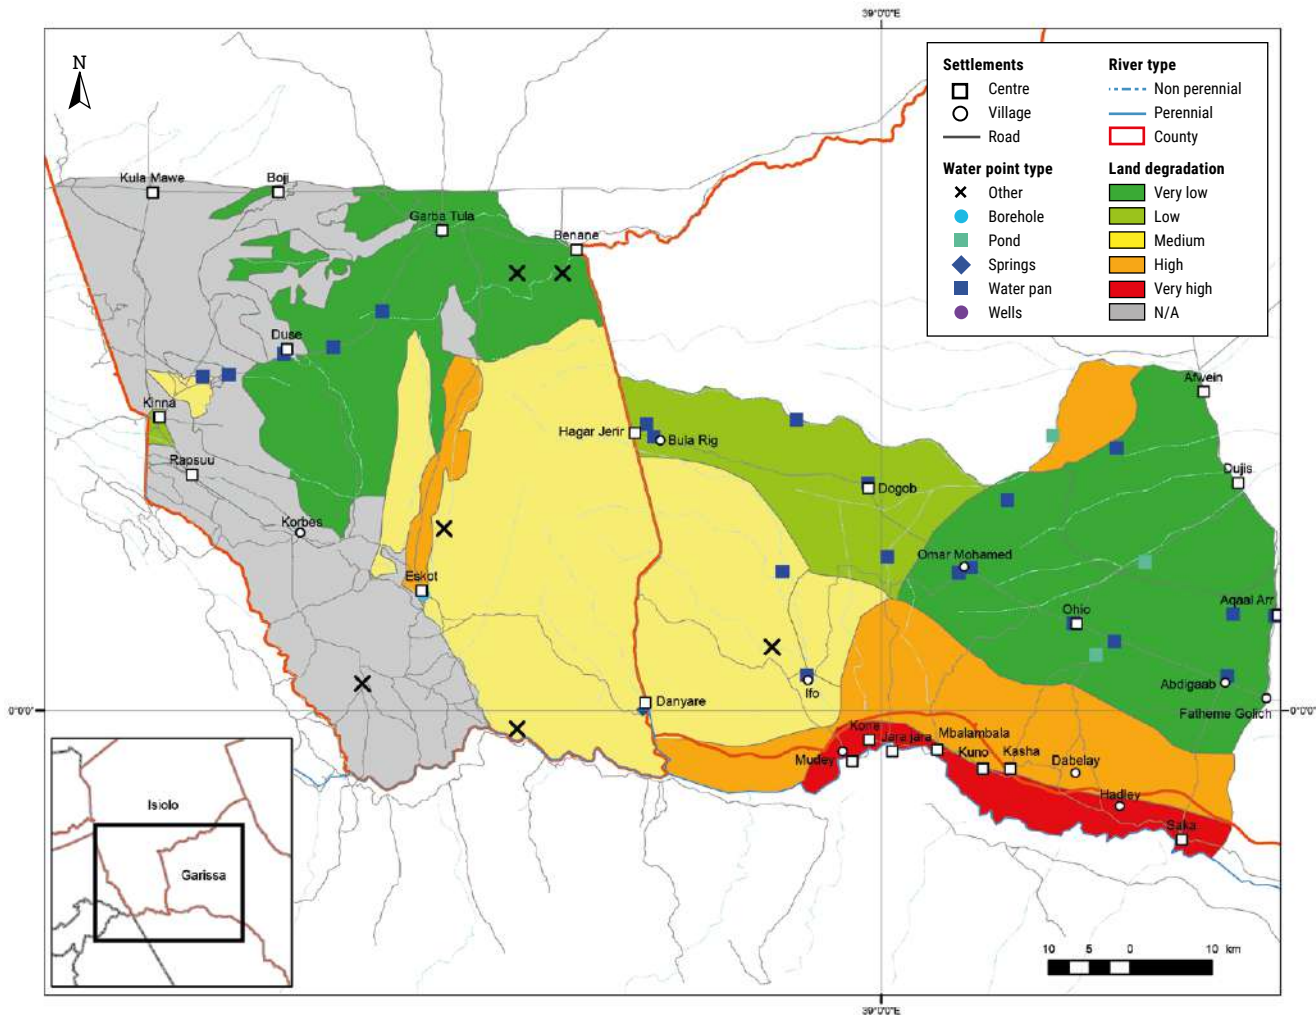 39°0'0"E
N
Settlements
Centre
Village
Road
Water point type
Other
Borehole
Pond
Springs
Water pan
Wells
River type
Non perennial
Perennial
County
Land degradation
Very low
Low
Medium
High
Very high
N/A
Kula Mawe
Boji
Garba Tula
Benane
Duse
Kinna
Rapsuu
Korbes
Eskot
Hagar Jerir
Bula Rig
Dogob
Afwein
Dujis
Omar Mohamed
Ohio
Aqaal Arr
Abdigaab
Fatheme Golich
Ifo
Danyare
0°0'0"
0°0'0"
Korre
Jara jara
Mbalambala
Mudey
Kuno
Kasha
Dabelay
Hadley
Saka
Isiolo
Garissa
10 5 0 10 km
39°0'0"E